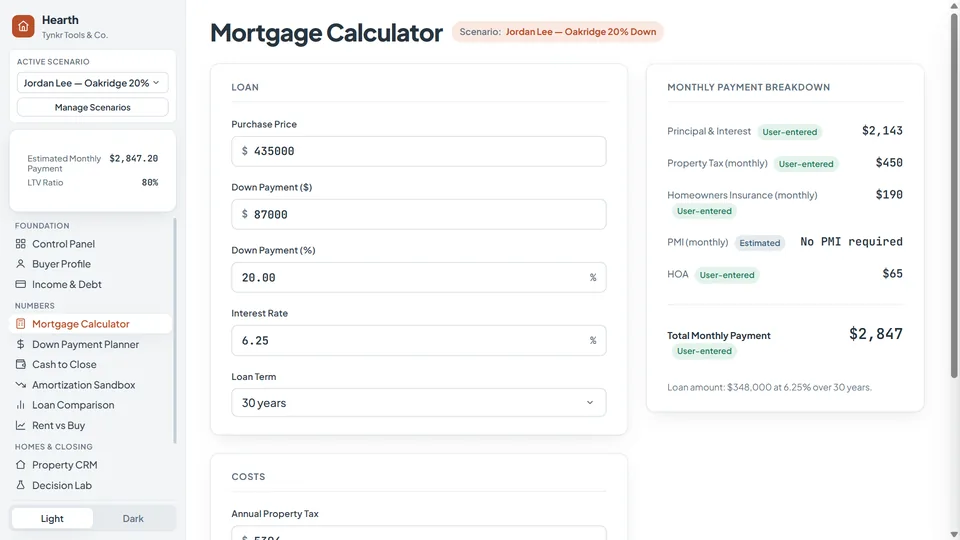 Hearth
Tynkr Tools & Co.
ACTIVE SCENARIO
Jordan Lee — Oakridge 20%
Manage Scenarios
Estimated Monthly Payment $2,847.20
LTV Ratio 80%
FOUNDATION
Control Panel
Buyer Profile
Income & Debt
NUMBERS
Mortgage Calculator
Down Payment Planner
Cash to Close
Amortization Sandbox
Loan Comparison
Rent vs Buy
HOMES & CLOSING
Property CRM
Decision Lab
Light Dark
Mortgage Calculator
Scenario: Jordan Lee — Oakridge 20% Down
LOAN
Purchase Price
$ 435000
Down Payment ($)
$ 87000
Down Payment (%)
20.00 %
Interest Rate
6.25 %
Loan Term
30 years
COSTS
Annual Property Tax
MONTHLY PAYMENT BREAKDOWN
Principal & Interest User-entered $2,143
Property Tax (monthly) User-entered $450
Homeowners Insurance (monthly) $190
User-entered
PMI (monthly) Estimated No PMI required
HOA User-entered $65
Total Monthly Payment $2,847
User-entered
Loan amount: $348,000 at 6.25% over 30 years.